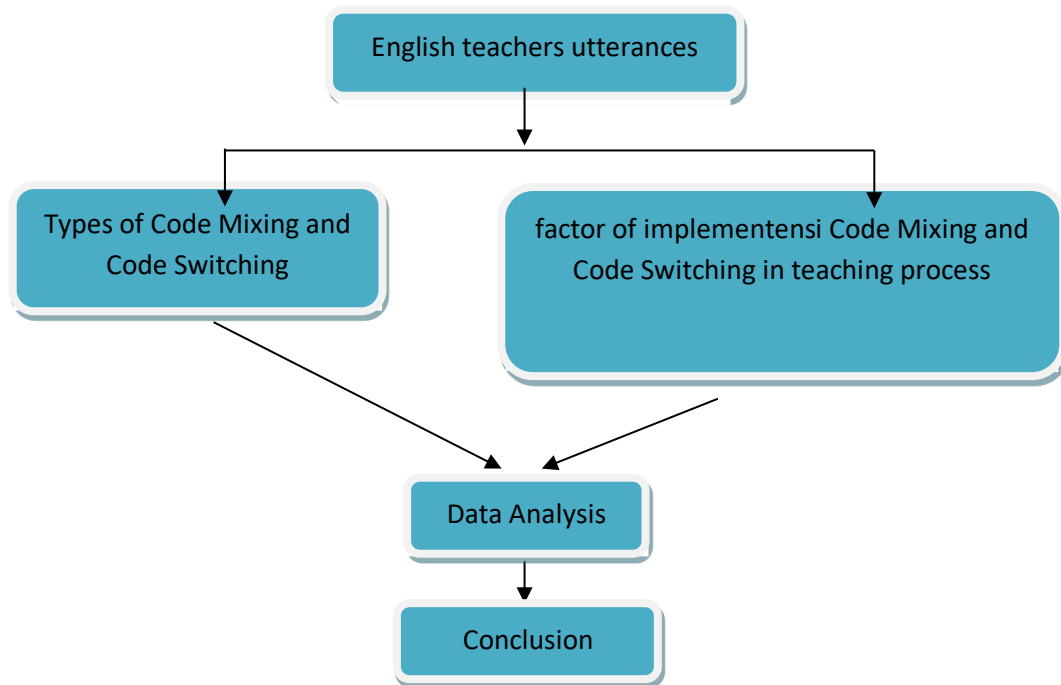 English teachers utterances
Types of Code Mixing and
Code Switching
factor of implementensi Code Mixing and
Code Switching in teaching process
Data Analysis
Conclusion